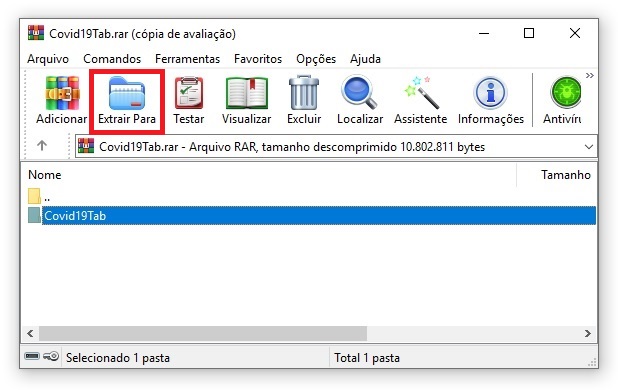 Covid19Tab.rar (cópia de avaliação)
Arquivo Comandos Ferramentas Favoritos Opções Ajuda
Adicionar Extrair Para Testar Visualizar Excluir Localizar Assistente Informações Antivíru
Covid19Tab.rar - Arquivo RAR, tamanho descomprimido 10.802.811 bytes
Nome Tamanho
..
Covid19Tab
Selecionado 1 pasta Total 1 pasta